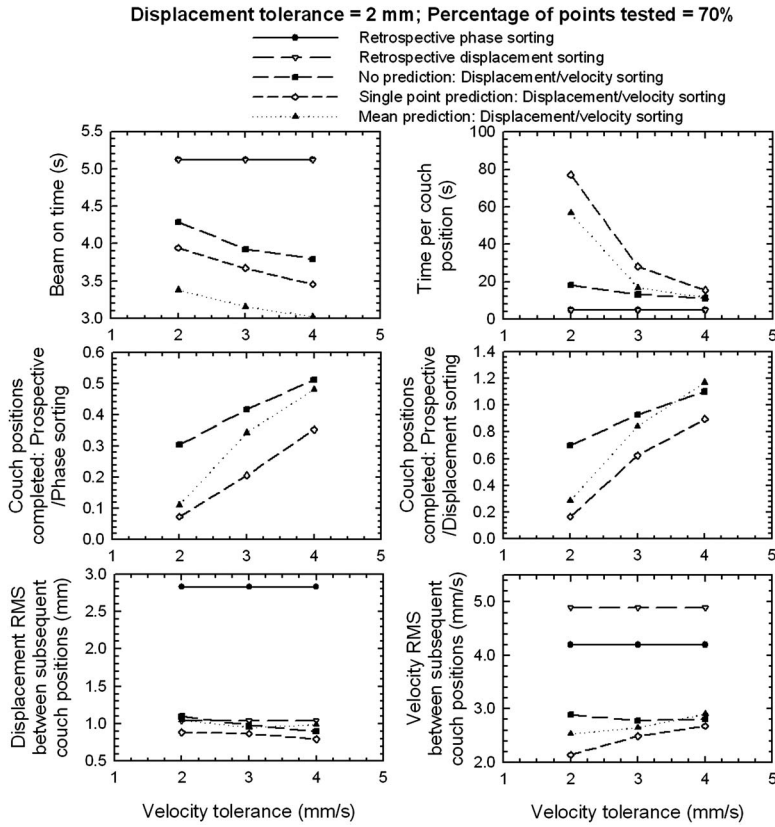 Displacement tolerance = 2 mm; Percentage of points tested = 70%
Retrospective phase sorting
Retrospective displacement sorting
No prediction: Displacement/velocity sorting
Single point prediction: Displacement/velocity sorting
Mean prediction: Displacement/velocity sorting
Beam on time (s)
5.5
5.0
4.5
4.0
3.5
3.0
1 2 3 4 5
Time per couch
position (s)
100
80
60
40
20
0
1 2 3 4 5
Couch positions
completed: Prospective
/Phase sorting
0.6
0.5
0.4
0.3
0.2
0.1
0.0
1 2 3 4 5
Couch positions
completed: Prospective
/Displacement sorting
1.4
1.2
1.0
0.8
0.6
0.4
0.2
0.0
1 2 3 4 5
Displacement RMS
between subsequent
couch positions (mm)
3.0
2.5
2.0
1.5
1.0
0.5
1 2 3 4 5
Velocity tolerance (mm/s)
Velocity RMS
between subsequent
couch positions (mm/s)
5.0
4.0
3.0
2.0
1 2 3 4 5
Velocity tolerance (mm/s)